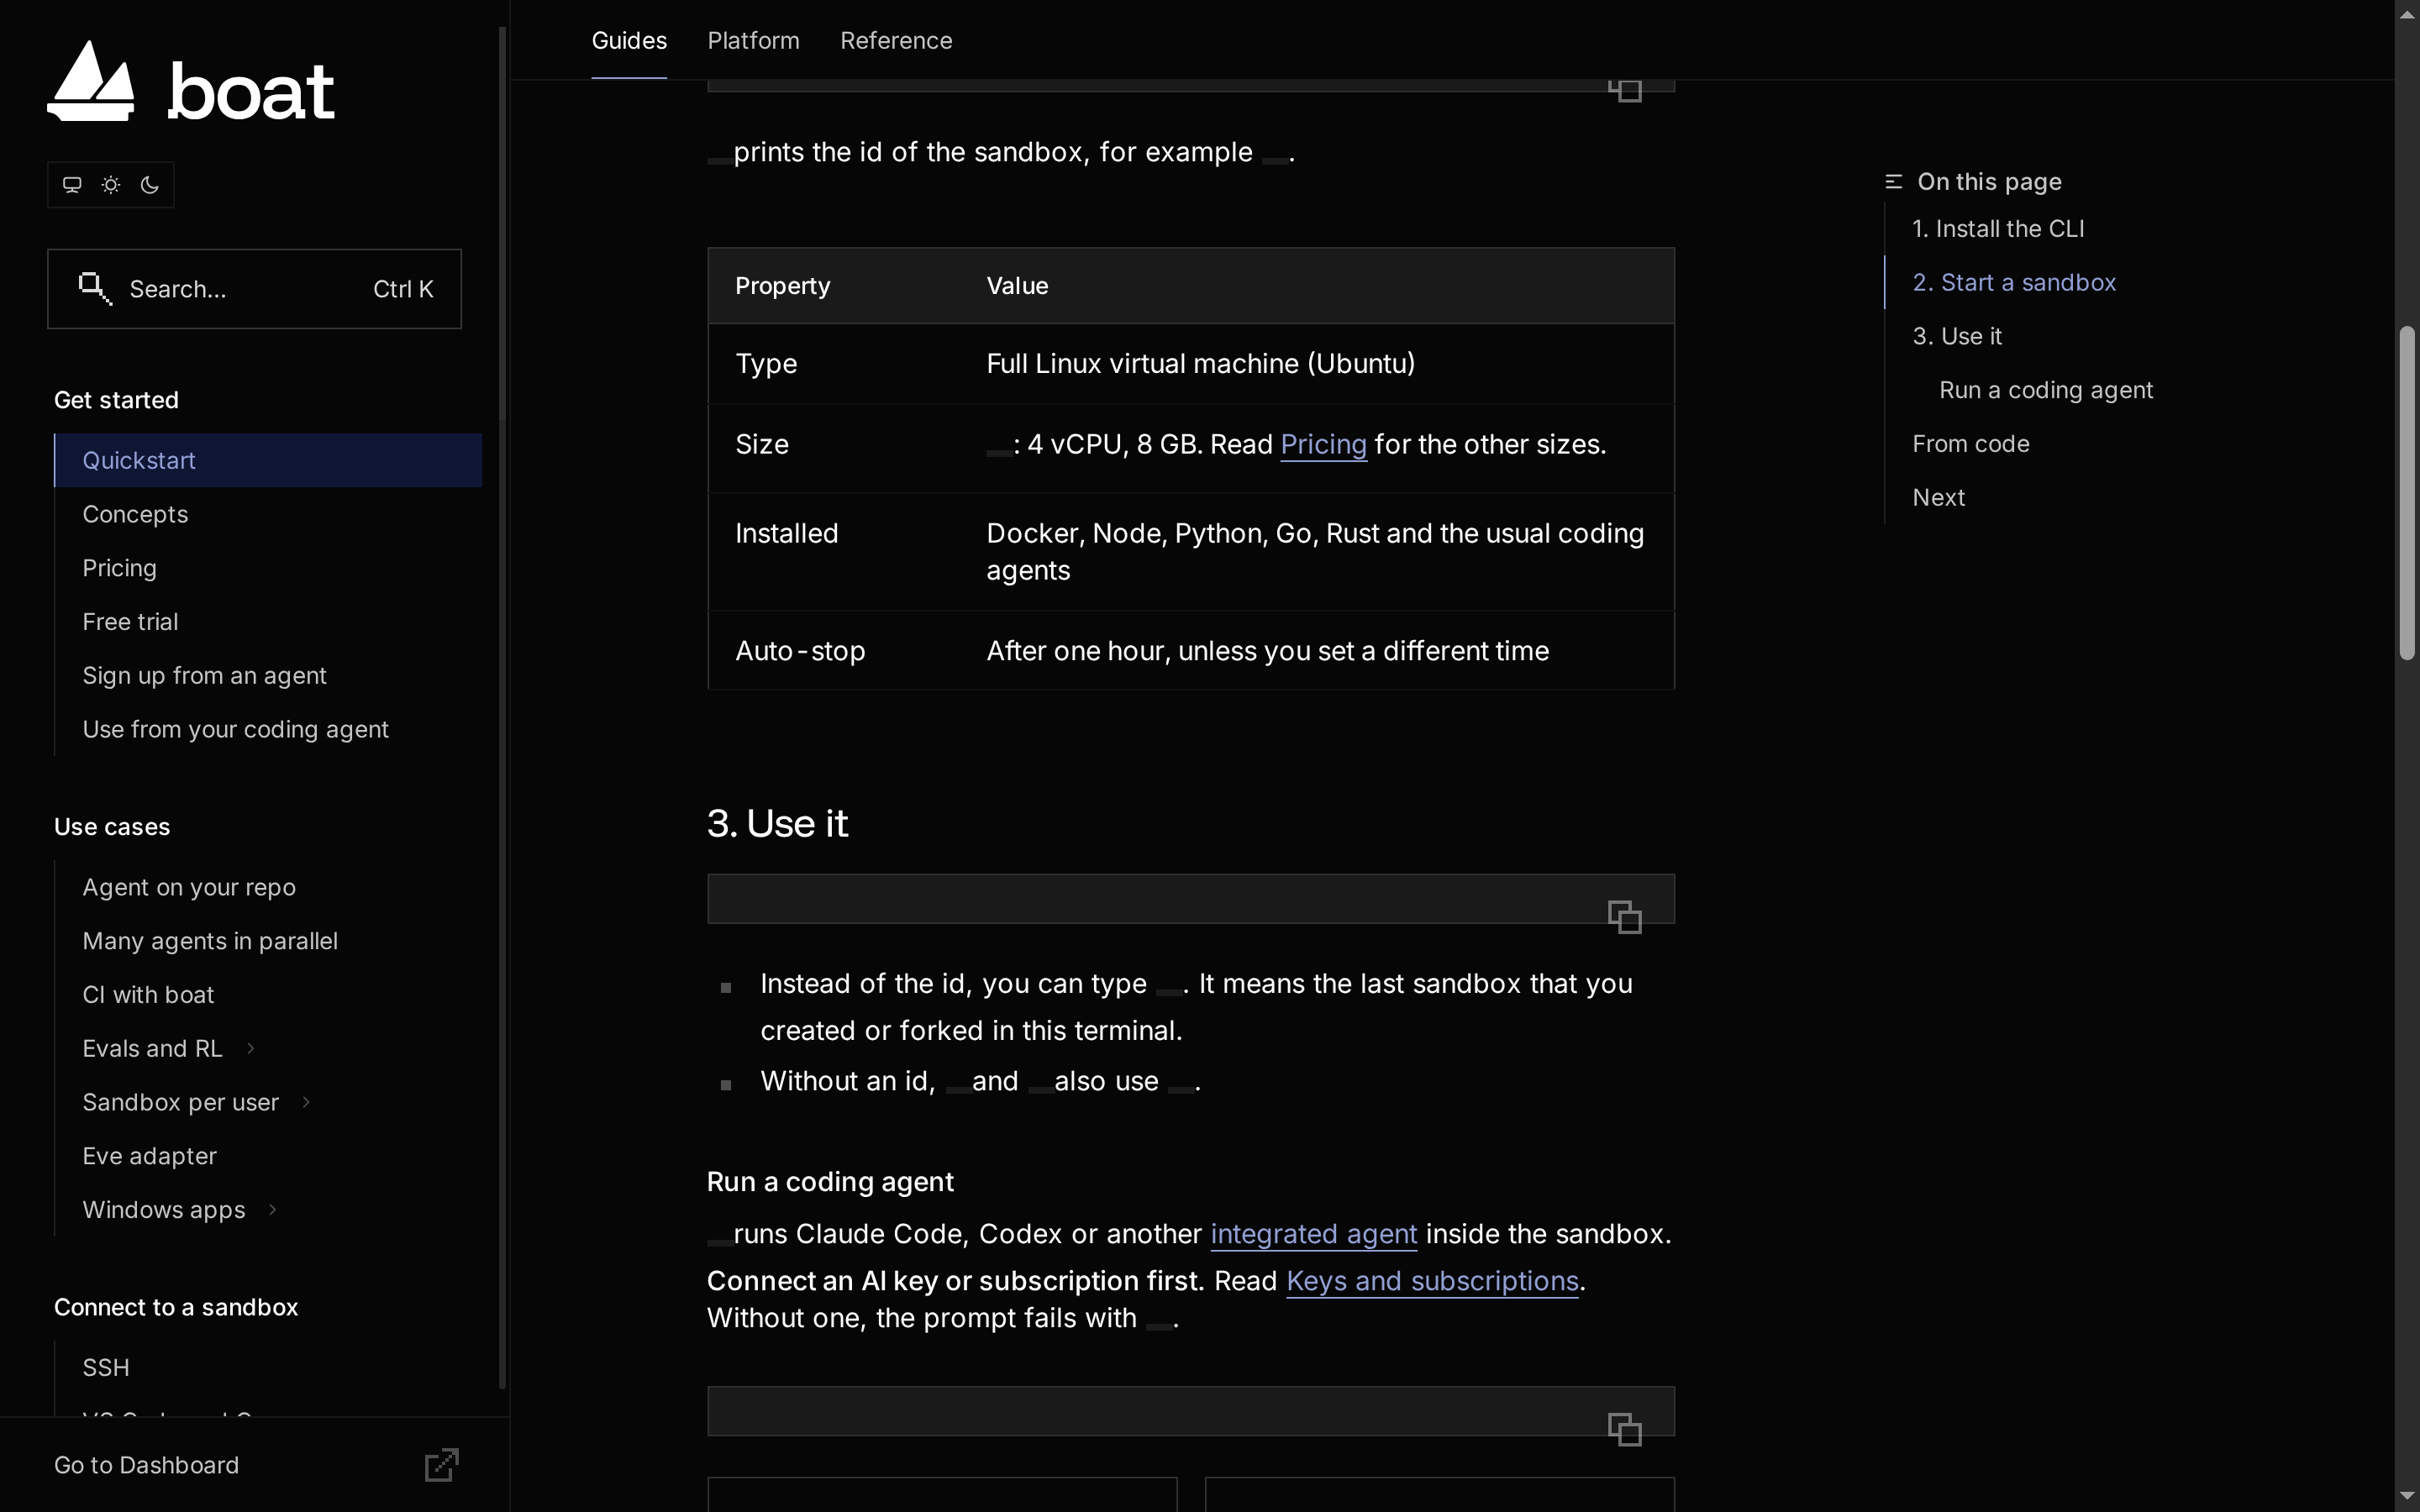 boat
Search...
Ctrl K
Get started
Quickstart
Concepts
Pricing
Free trial
Sign up from an agent
Use from your coding agent
Use cases
Agent on your repo
Many agents in parallel
CI with boat
Evals and RL
Sandbox per user
Eve adapter
Windows apps
Connect to a sandbox
SSH
Go to Dashboard
Guides
Platform
Reference
prints the id of the sandbox, for example .
Property Value
Type Full Linux virtual machine (Ubuntu)
Size : 4 vCPU, 8 GB. Read Pricing for the other sizes.
Installed Docker, Node, Python, Go, Rust and the usual coding
agents
Auto-stop After one hour, unless you set a different time
3. Use it
Instead of the id, you can type . It means the last sandbox that you
created or forked in this terminal.
Without an id, and also use .
Run a coding agent
runs Claude Code, Codex or another integrated agent inside the sandbox.
Connect an AI key or subscription first. Read Keys and subscriptions.
Without one, the prompt fails with .
On this page
1. Install the CLI
2. Start a sandbox
3. Use it
Run a coding agent
From code
Next